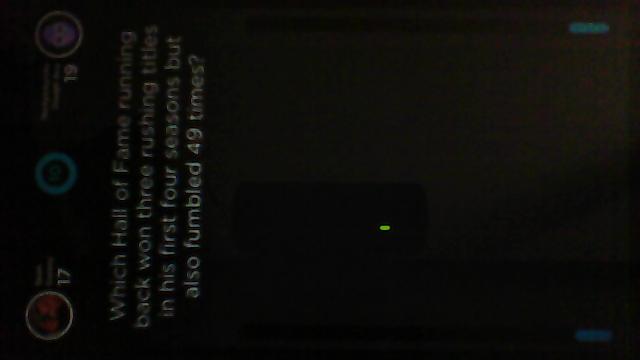 17
10
19
Which Hall of Fame running
back won three rushing titles
in his first four seasons but
also fumbled 49 times?